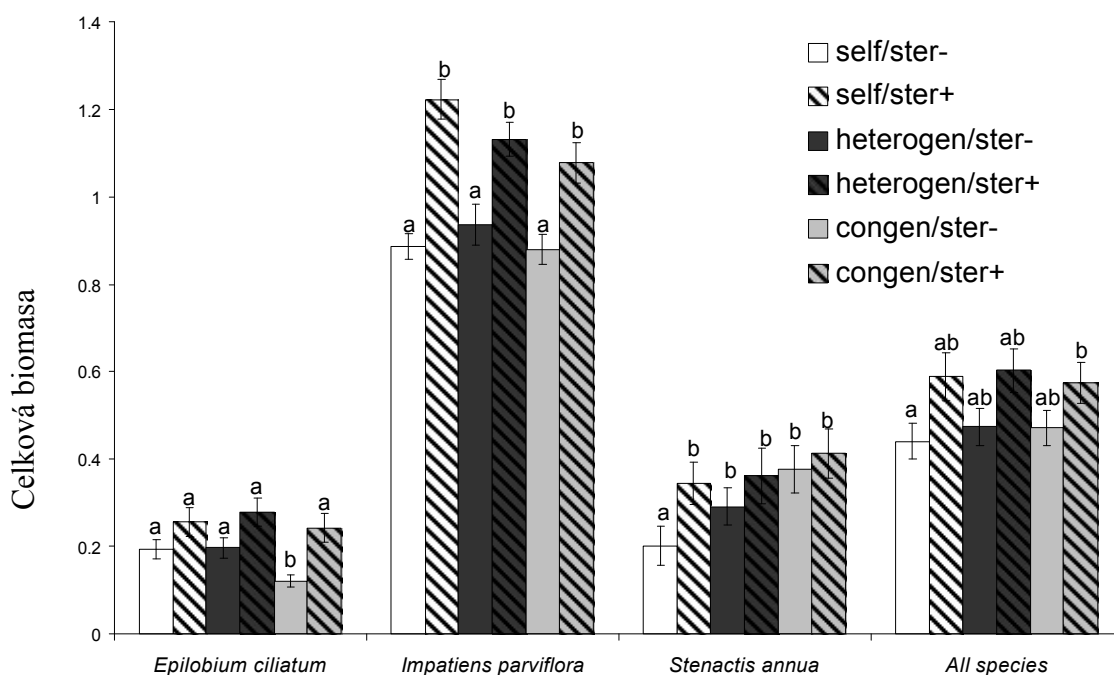 Celková biomasa
1.4
1.2
1
0.8
0.6
0.4
0.2
0
self/ster-
self/ster+
heterogen/ster-
heterogen/ster+
congen/ster-
congen/ster+
a a a a b a
a b a b a b
a b b b b b
a ab ab ab ab b
Epilobium ciliatum Impatiens parviflora Stenactis annua All species